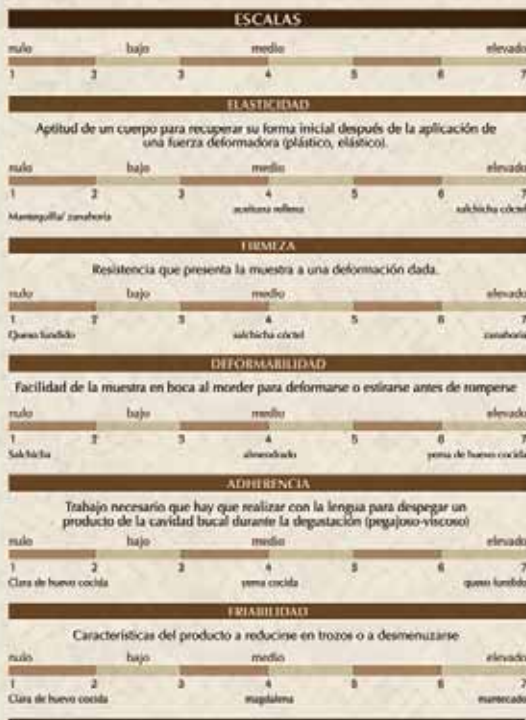 ESCALAS
nulo bajo medio elevado
1 2 3 4 5 6 7
ELASTICIDAD
Aptitud de un cuerpo para recuperar su forma inicial después de la aplicación de
una fuerza deformadora (plástico, elástico).
nulo bajo medio elevado
1 2 3 4 5 6 7
Mantequilla/ zanahoria aceituna rellena salchicha cóctel
FIRMEZA
Resistencia que presenta la muestra a una deformación dada.
nulo bajo medio elevado
1 2 3 4 5 6 7
Queso fundido salchicha cóctel zanahoria
DEFORMABILIDAD
Facilidad de la muestra en boca al morder para deformarse o estirarse antes de romperse
nulo bajo medio elevado
1 2 3 4 5 6 7
Salchicha almendrado yema de huevo cocida
ADHERENCIA
Trabajo necesario que hay que realizar con la lengua para despegar un
producto de la cavidad bucal durante la degustación (pegajoso-viscoso)
nulo bajo medio elevado
1 2 3 4 5 6 7
Clara de huevo cocida yema cocida queso fundido
FRIABILIDAD
Características del producto a reducirse en trozos o a desmenuzarse
nulo bajo medio elevado
1 2 3 4 5 6 7
Clara de huevo cocida magdalena mantecado